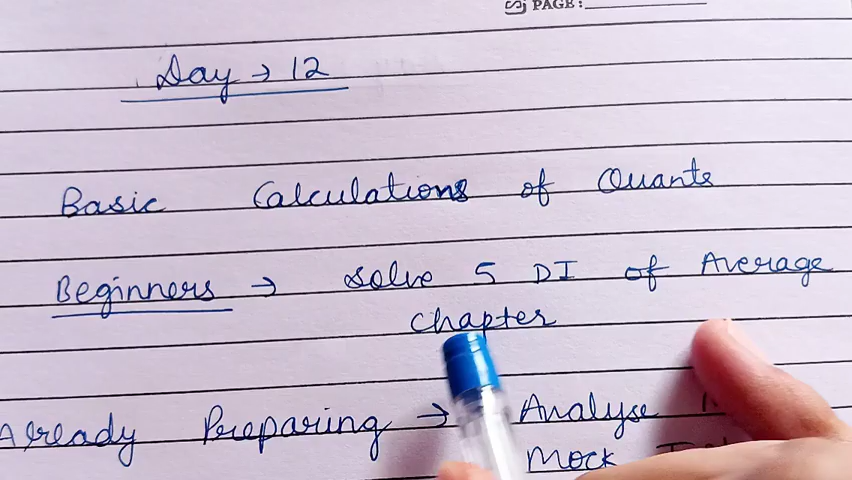 PAGE:
Day → 12
Basic Calculations of Quants
Beginners → Solve 5 DI of Average
chapter
Already Preparing → Analyse
Mock